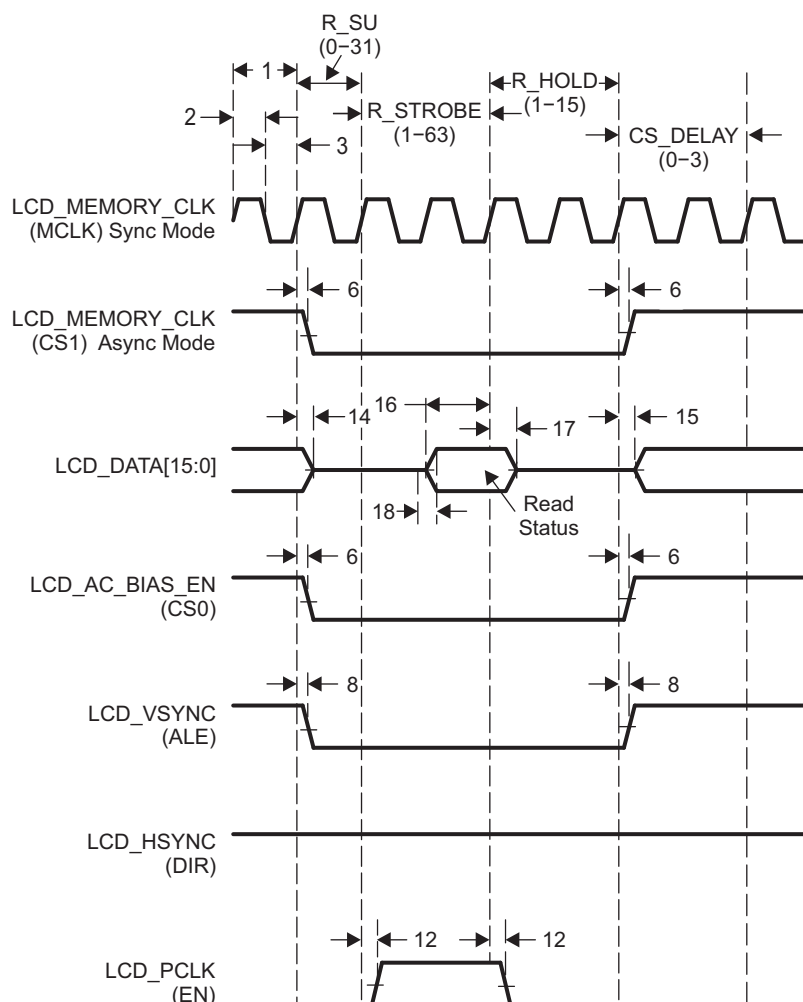 R_SU
(0−31)
1
R_HOLD
(1−15)
2
R_STROBE
(1−63)
3
CS_DELAY
(0−3)
LCD_MEMORY_CLK
(MCLK) Sync Mode
6
6
LCD_MEMORY_CLK
(CS1) Async Mode
16
14
17
15
LCD_DATA[15:0]
18
Read
Status
6
6
LCD_AC_BIAS_EN
(CS0)
8
8
LCD_VSYNC
(ALE)
LCD_HSYNC
(DIR)
12
12
LCD_PCLK
(EN)